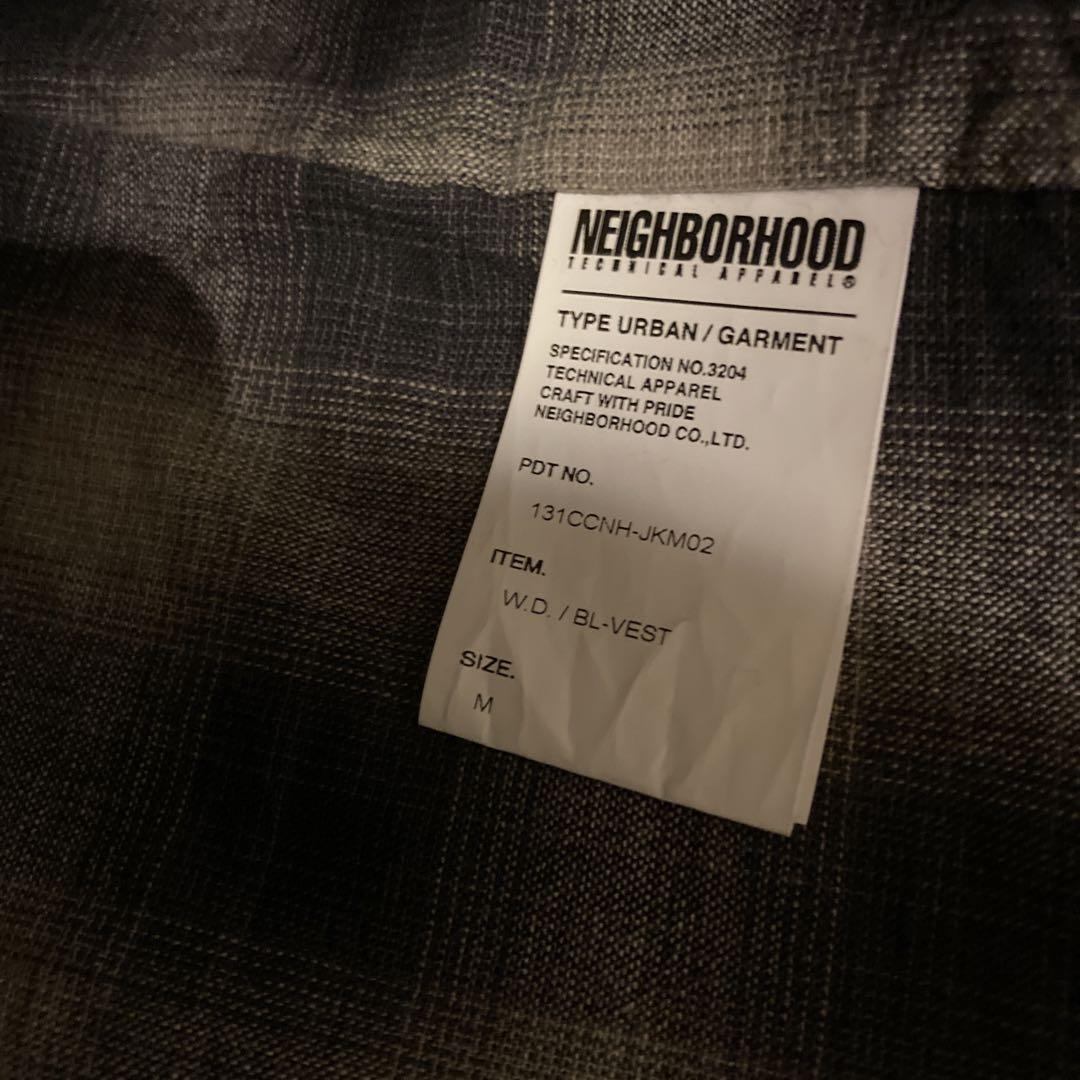 NEIGHBORHOOD
TECHNICAL APPAREL®
TYPE URBAN / GARMENT
SPECIFICATION NO.3204
TECHNICAL APPAREL
CRAFT WITH PRIDE
NEIGHBORHOOD CO.,LTD.
PDT NO.
131CCNH-JKM02
ITEM.
W.D. / BL-VEST
SIZE.
M